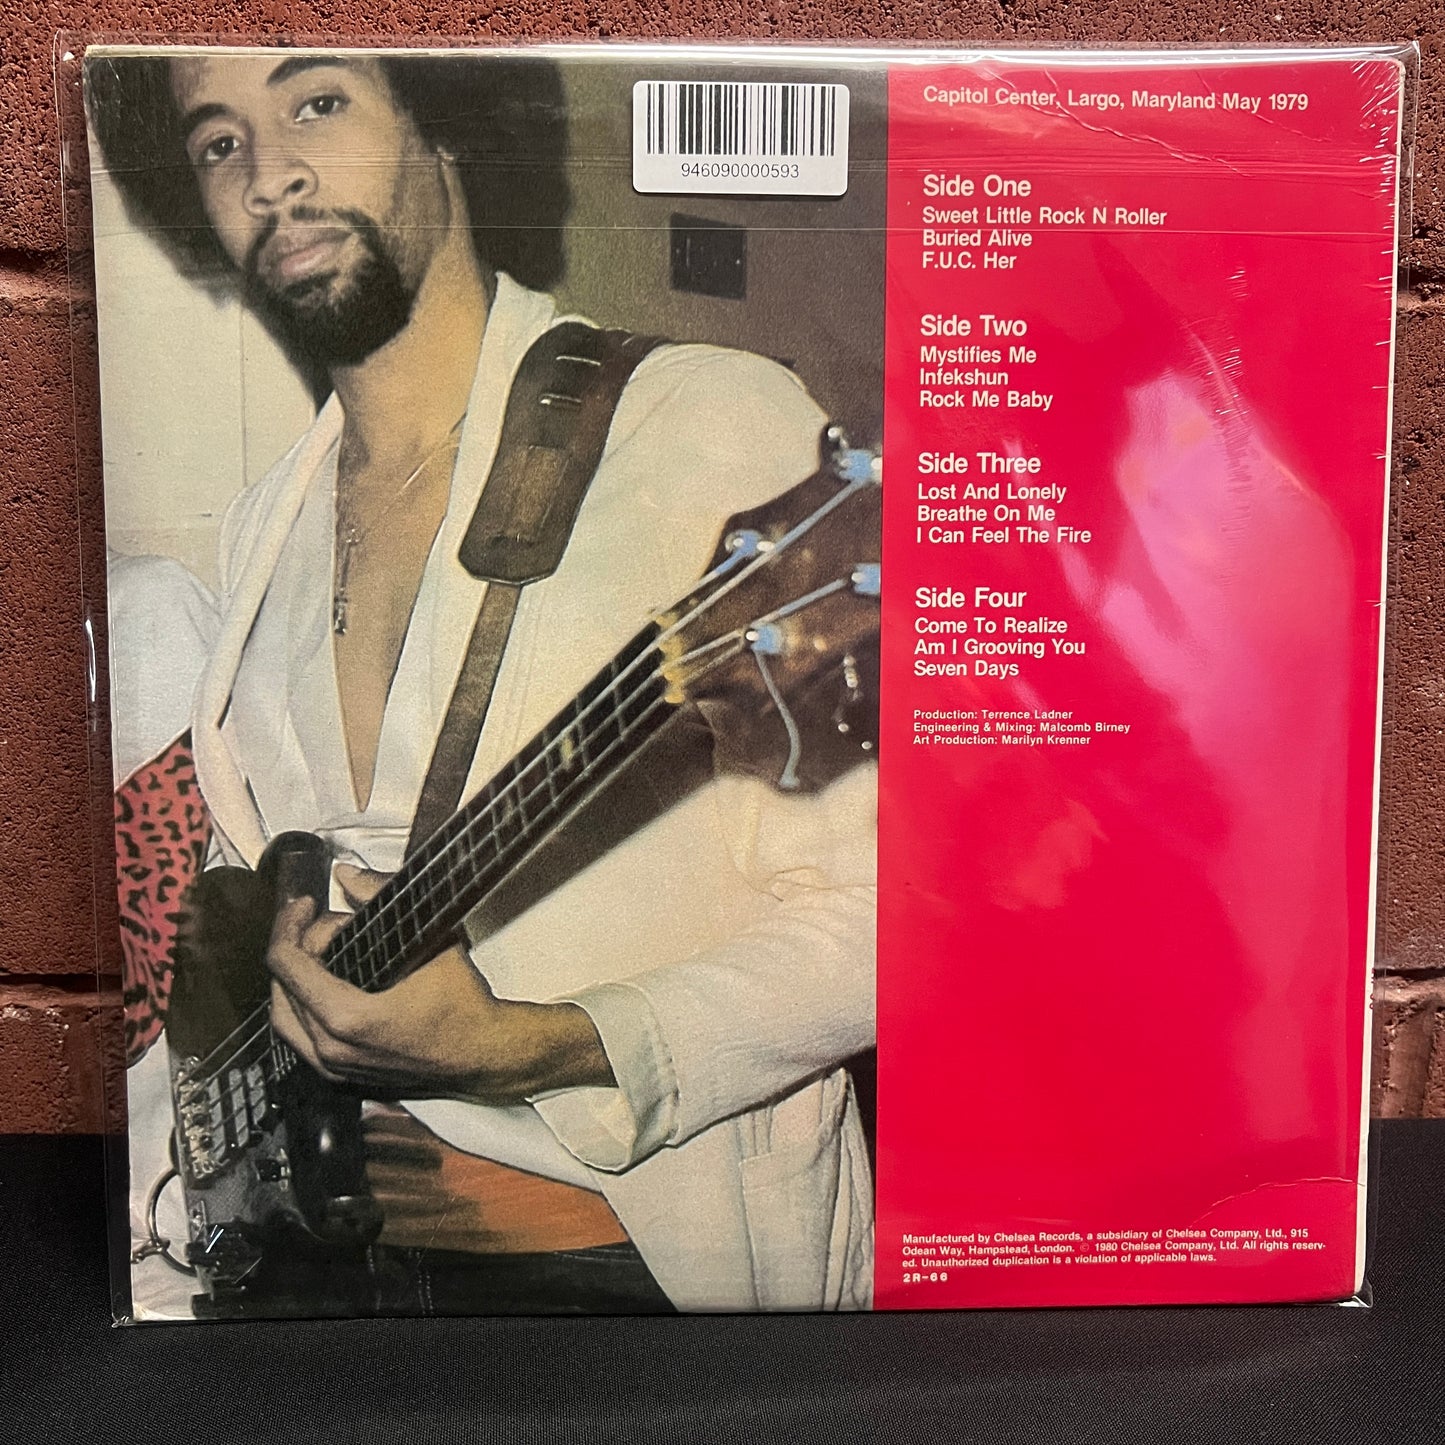 946090000593
Capitol Center, Largo, Maryland May 1979
Side One
Sweet Little Rock N Roller
Buried Alive
F.U.C. Her
Side Two
Mystifies Me
Infekshun
Rock Me Baby
Side Three
Lost And Lonely
Breathe On Me
I Can Feel The Fire
Side Four
Come To Realize
Am I Grooving You
Seven Days
Production: Terrence Ladner
Engineering & Mixing: Malcomb Birney
Art Production: Marilyn Krenner
Manufactured by Chelsea Records, a subsidiary of Chelsea Company, Ltd., 915
Odean Way, Hampstead, London. © 1980 Chelsea Company, Ltd. All rights reserv-
ed. Unauthorized duplication is a violation of applicable laws.
2R-66